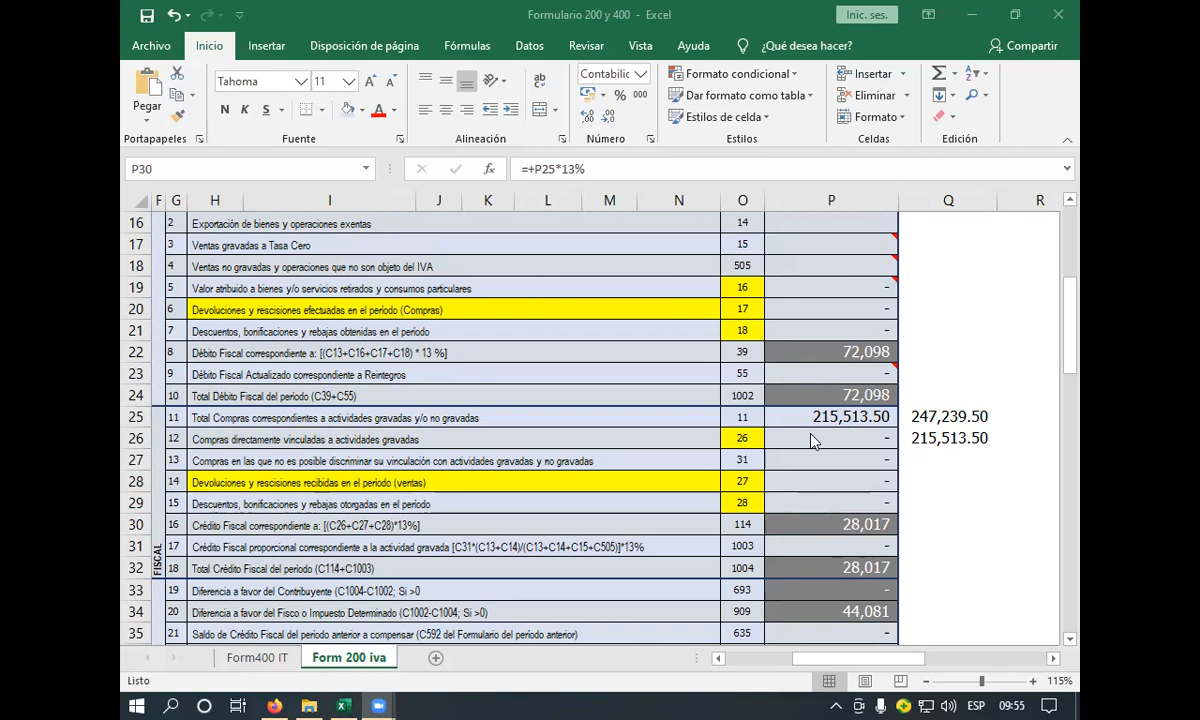 Formulario 200 y 400 - Excel
Inic. ses.
Archivo Inicio Insertar Disposición de página Fórmulas Datos Revisar Vista Ayuda ¿Qué desea hacer? Compartir
Pegar
Tahoma 11
N K S
Contabilic
% 000
Formato condicional
Dar formato como tabla
Estilos de celda
Insertar
Eliminar
Formato
Portapapeles Fuente Alineación Número Estilos Celdas Edición
P30 fx =+P25*13%
F G H I J K L M N O P Q R
16 2 Exportación de bienes y operaciones exentas 14
17 3 Ventas gravadas a Tasa Cero 15
18 4 Ventas no gravadas y operaciones que no son objeto del IVA 505
19 5 Valor atribuido a bienes y/o servicios retirados y consumos particulares 16 -
20 6 Devoluciones y rescisiones efectuadas en el período (Compras) 17 -
21 7 Descuentos, bonificaciones y rebajas obtenidas en el período 18 -
22 8 Débito Fiscal correspondiente a: [(C13+C16+C17+C18) * 13 %] 39 72,098
23 9 Débito Fiscal Actualizado correspondiente a Reintegros 55 -
24 10 Total Débito Fiscal del período (C39+C55) 1002 72,098
25 11 Total Compras correspondientes a actividades gravadas y/o no gravadas 11 215,513.50 247,239.50
26 12 Compras directamente vinculadas a actividades gravadas 26 - 215,513.50
27 13 Compras en las que no es posible discriminar su vinculación con actividades gravadas y no gravadas 31 -
28 14 Devoluciones y rescisiones recibidas en el período (ventas) 27 -
29 15 Descuentos, bonificaciones y rebajas otorgadas en el período 28 -
30 16 Crédito Fiscal correspondiente a: [(C26+C27+C28)*13%] 114 28,017
31 17 Crédito Fiscal proporcional correspondiente a la actividad gravada [C31*(C13+C14)/(C13+C14+C15+C505)]*13% 1003 -
FISCAL
32 18 Total Crédito Fiscal del periodo (C114+C1003) 1004 28,017
33 19 Diferencia a favor del Contribuyente (C1004-C1002; Si >0 693 -
34 20 Diferencia a favor del Fisco o Impuesto Determinado (C1002-C1004; Si >0) 909 44,081
35 21 Saldo de Crédito Fiscal del período anterior a compensar (C592 del Formulario del período anterior) 635 -
Form400 IT Form 200 iva
Listo 115%
ESP 09:55